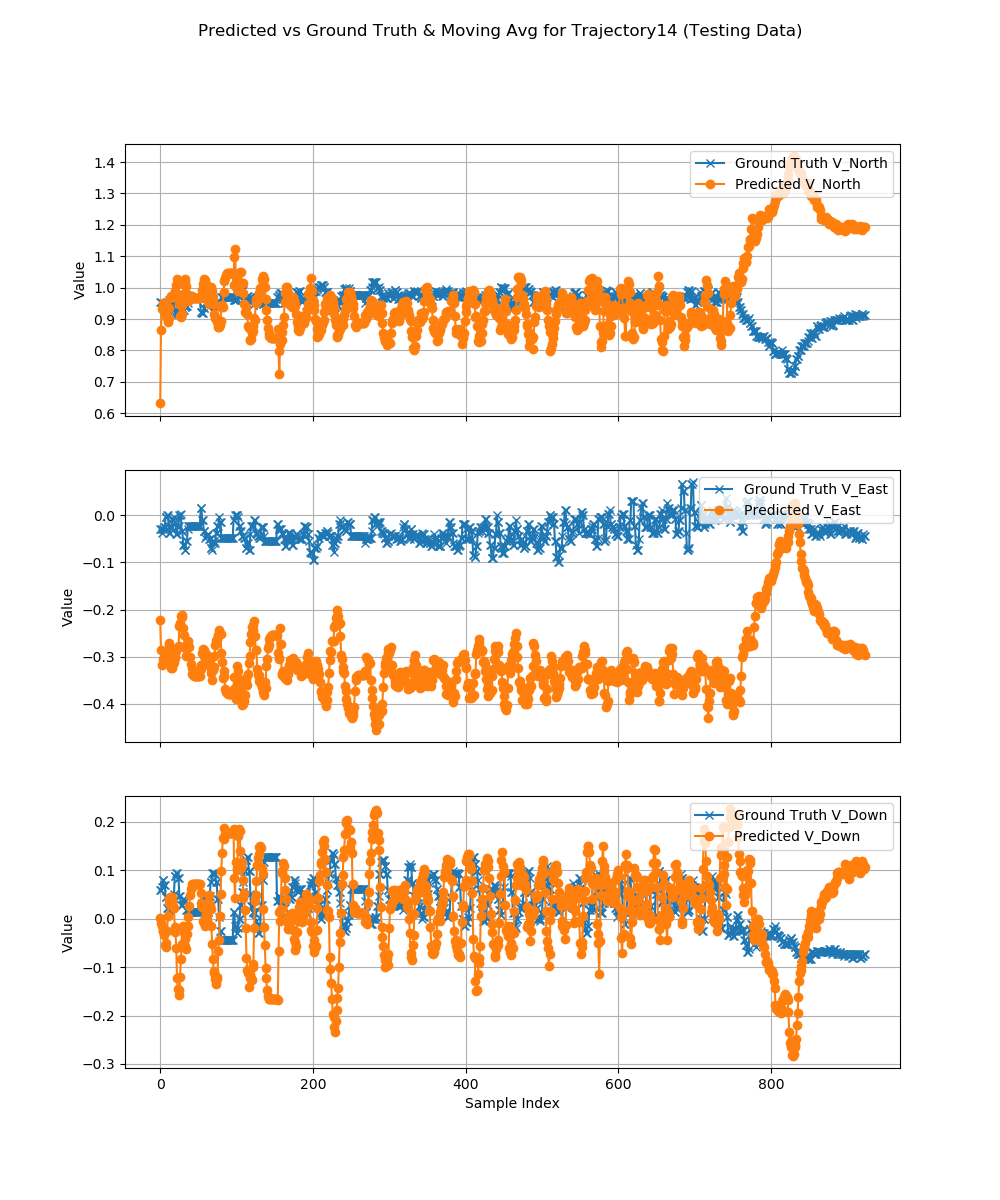 Predicted vs Ground Truth & Moving Avg for Trajectory14 (Testing Data)
1.4
1.3
1.2
1.1
1.0
0.9
0.8
0.7
0.6
Value
Ground Truth V_North
Predicted V_North
0.0
−0.1
−0.2
−0.3
−0.4
Value
Ground Truth V_East
Predicted V_East
0.2
0.1
0.0
−0.1
−0.2
−0.3
Value
Ground Truth V_Down
Predicted V_Down
0 200 400 600 800
Sample Index